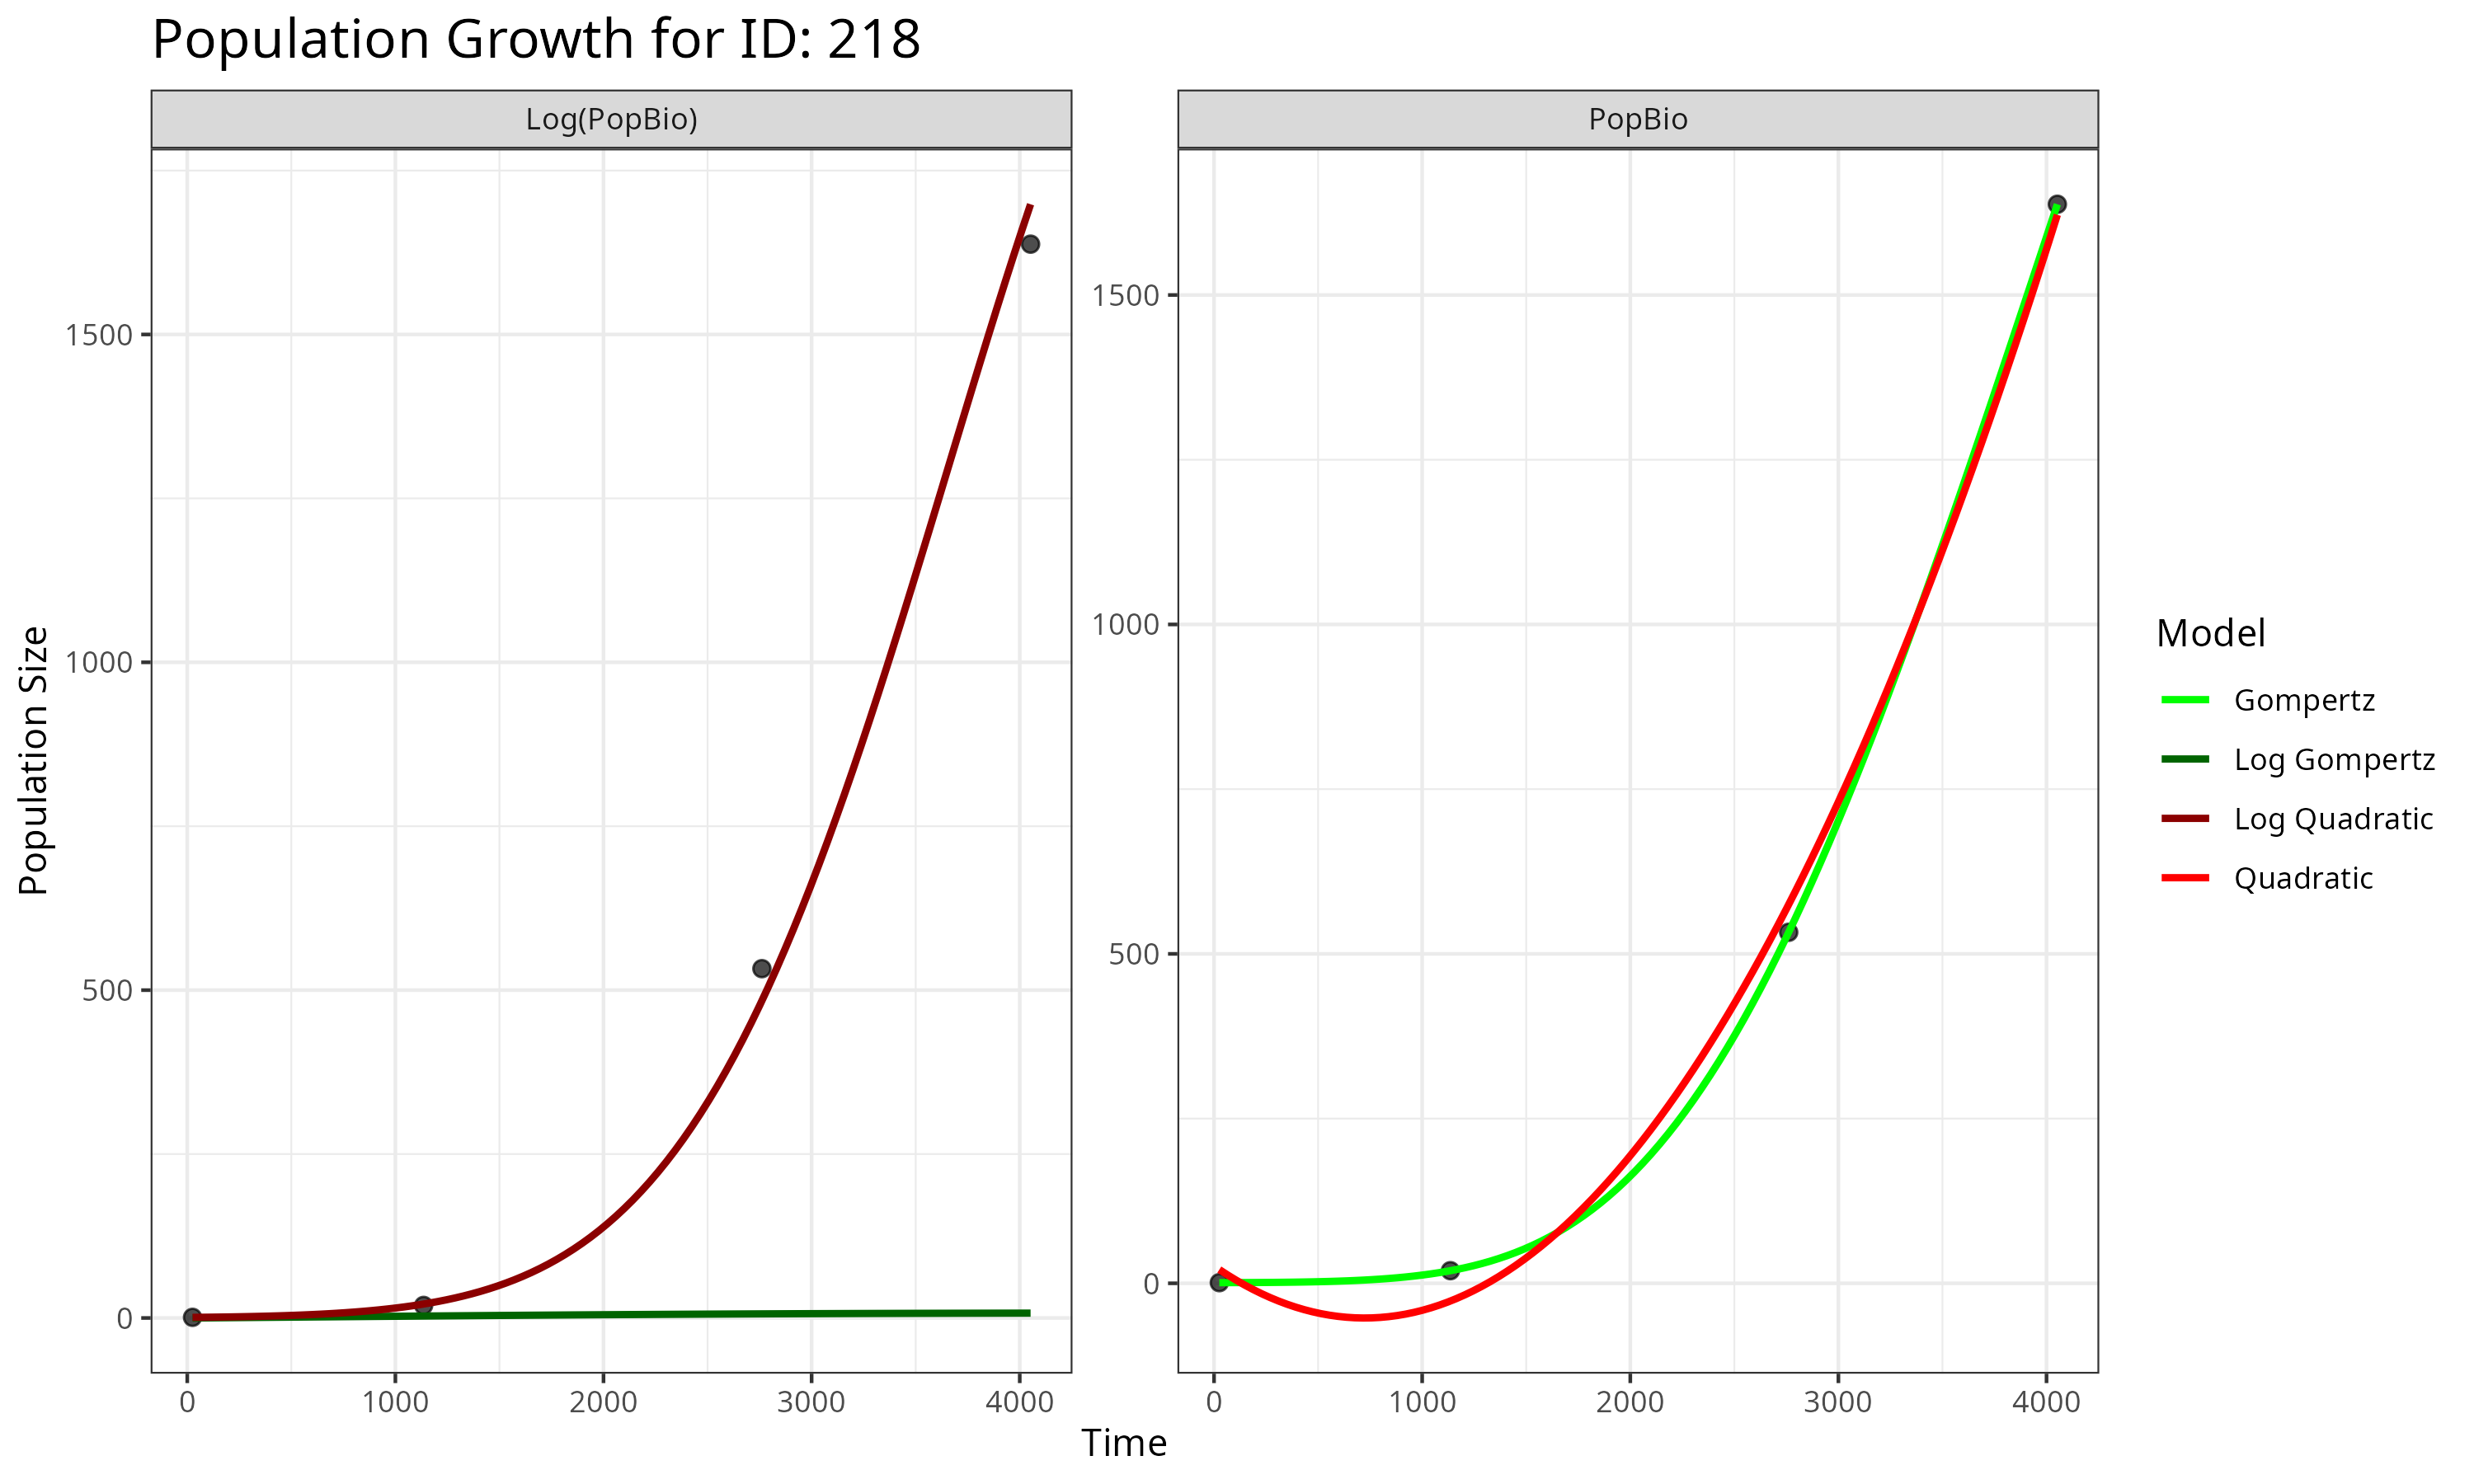 Population Growth for ID: 218
Log(PopBio)
PopBio
Population Size
1500
1000
500
0
1500
1000
500
0
0 1000 2000 3000 4000
0 1000 2000 3000 4000
Time
Model
Gompertz
Log Gompertz
Log Quadratic
Quadratic